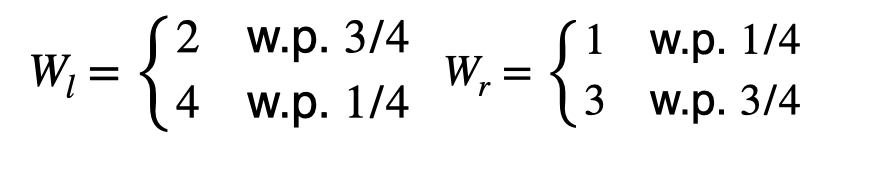 W_l = { 2 w.p. 3/4
4 w.p. 1/4
W_r = { 1 w.p. 1/4
3 w.p. 3/4